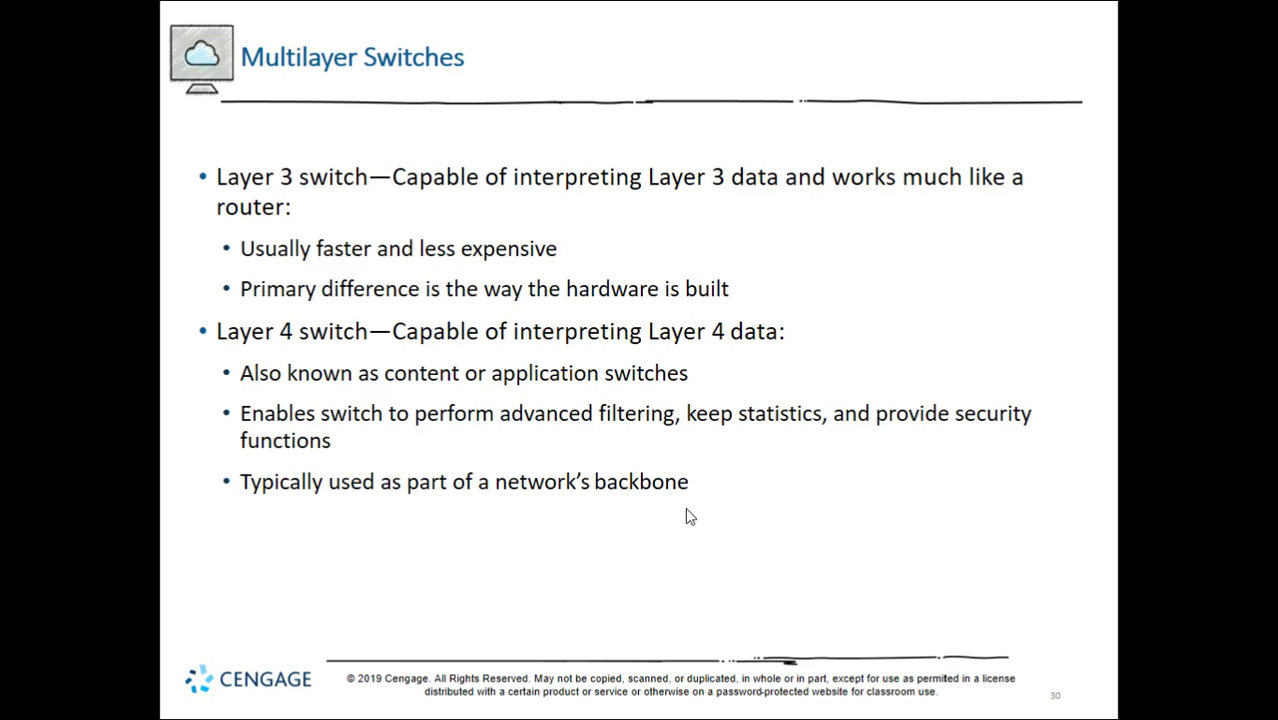 Multilayer Switches
• Layer 3 switch—Capable of interpreting Layer 3 data and works much like a
router:
• Usually faster and less expensive
• Primary difference is the way the hardware is built
• Layer 4 switch—Capable of interpreting Layer 4 data:
• Also known as content or application switches
• Enables switch to perform advanced filtering, keep statistics, and provide security
functions
• Typically used as part of a network’s backbone
CENGAGE
© 2019 Cengage. All Rights Reserved. May not be copied, scanned, or duplicated, in whole or in part, except for use as permitted in a license
distributed with a certain product or service or otherwise on a password-protected website for classroom use.
30